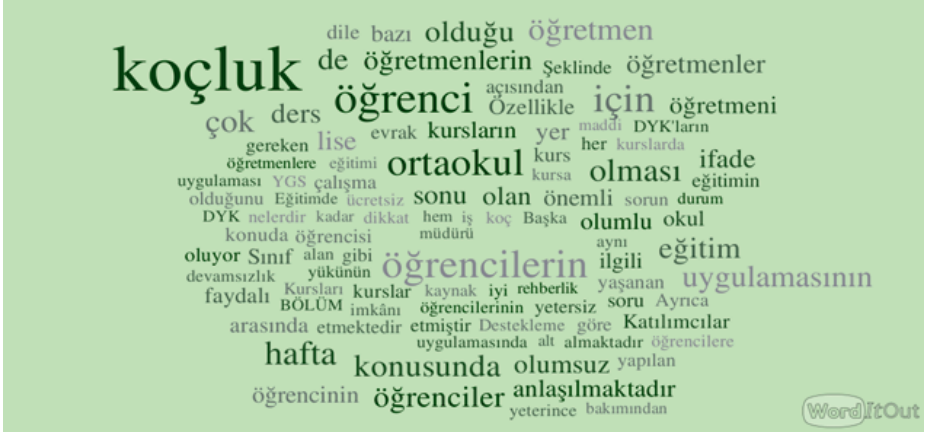 dile bazı olduğu öğretmen
koçluk de öğretmenlerin Şeklinde öğretmenler
öğrenci açısından Özellikle için öğretmeni
çok ders evrak kursların yer maddi DYK'ların
gereken lise ortaokul kurs her kurslarda
öğretmenlere eğitimi kursa olması ifade
uygulaması YGS çalışma eğitimin
olduğunu Eğitimde ücretsiz sonu olan önemli sorun durum
DYK nelerdir kadar dikkat hem iş koç Başka olumlu okul
konuda öğrencisi müdürü aynı
oluyor Sınıf alan gibi öğrencilerin ilgili eğitim
devamsızlık yükünün yaşanan uygulamasının
faydalı Kursları kurslar kaynak iyi rehberlik
BÖLÜM imkânı öğrencilerinin yetersiz soru Ayrıca
arasında etmektedir etmiştir Destekleme göre Katılımcılar
uygulamasında alt almaktadır öğrencilere
hafta konusunda olumsuz yapılan
öğrencinin öğrenciler anlaşılmaktadır
yeterince bakımından
WordItOut